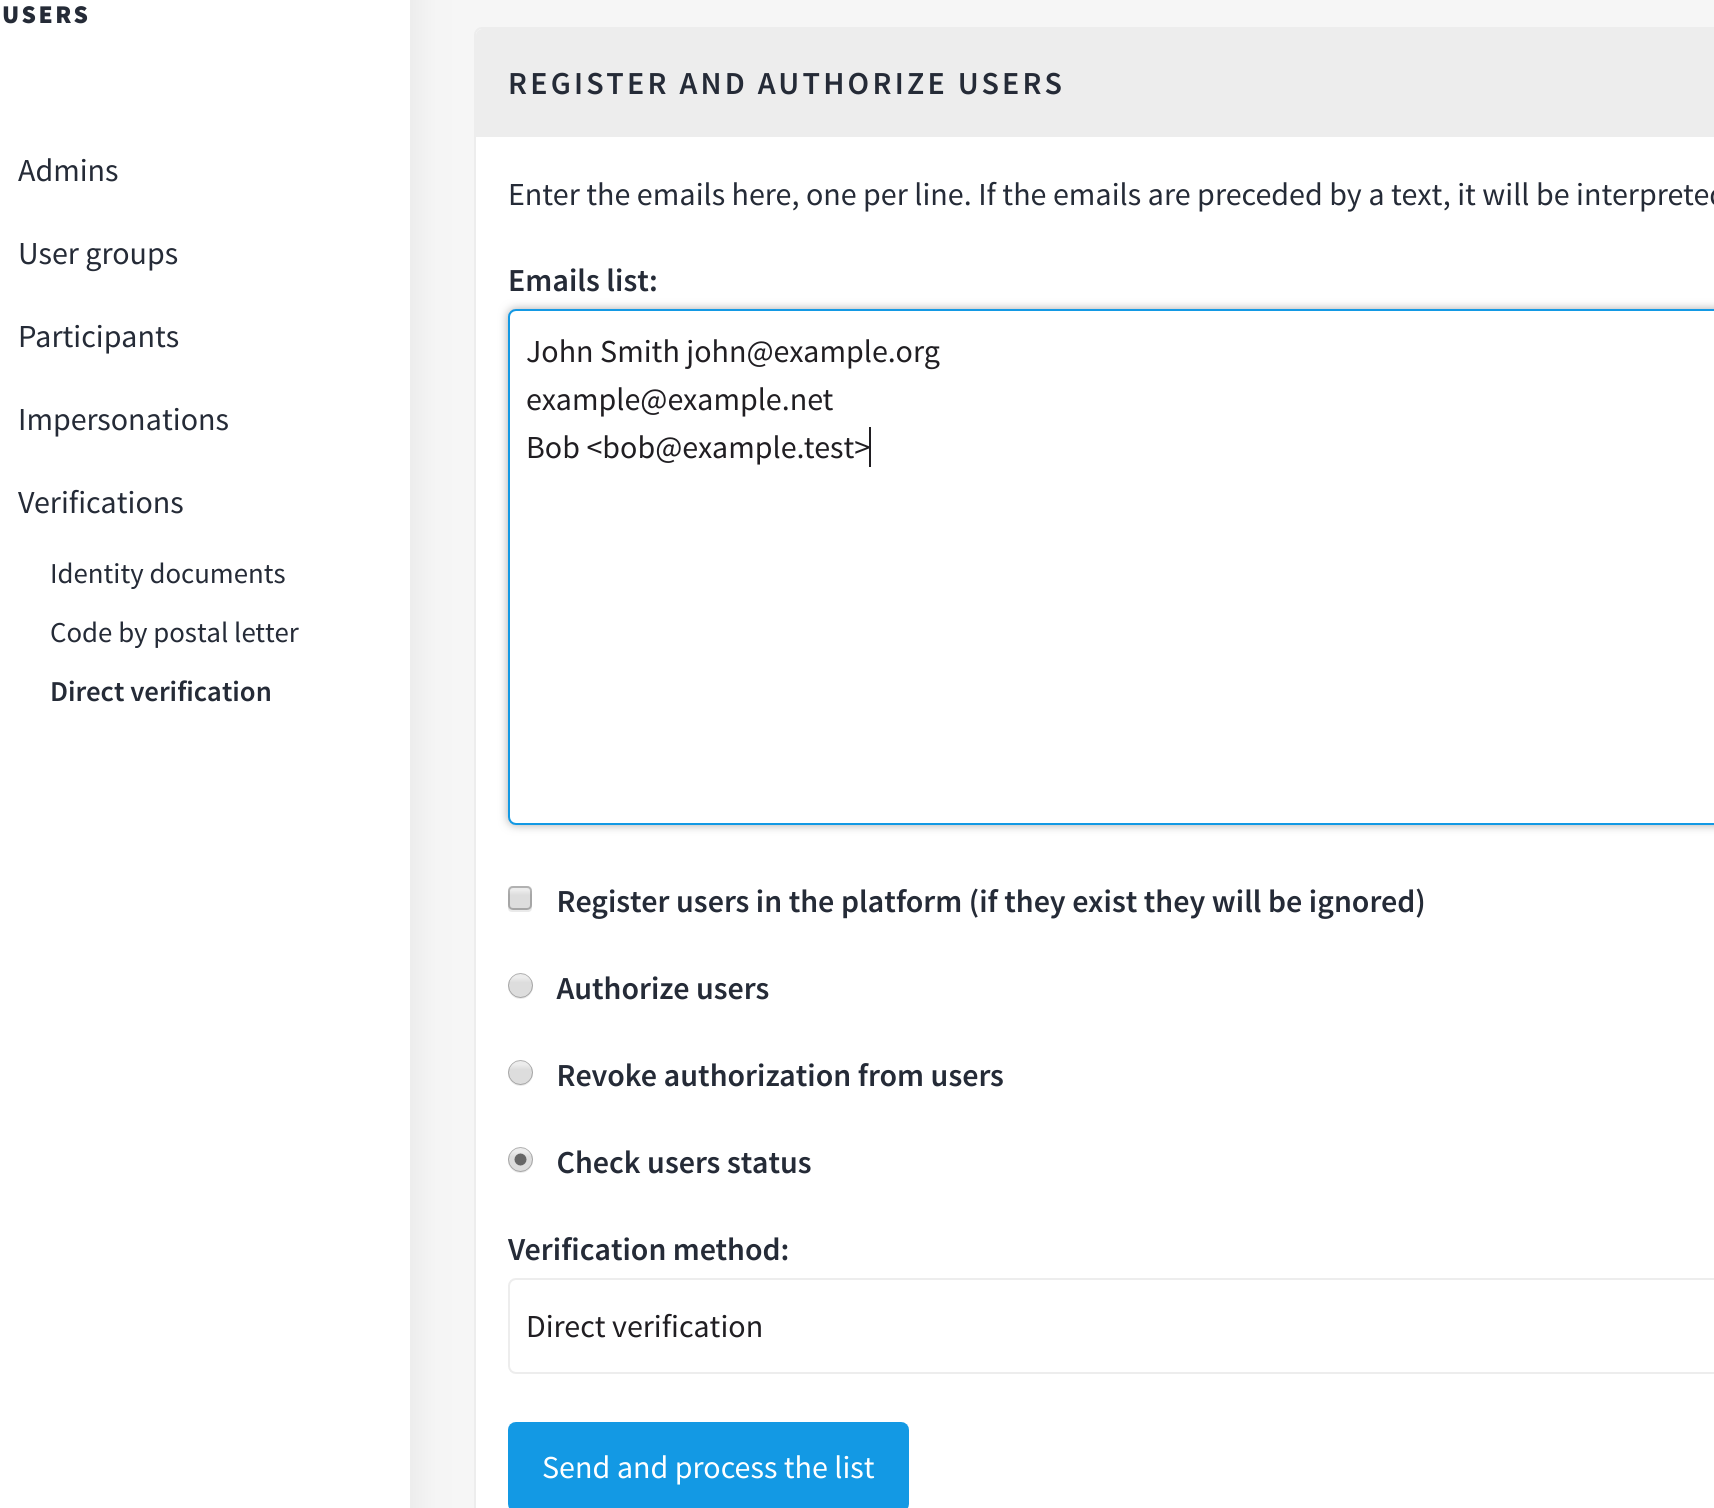 USERS
Admins
User groups
Participants
Impersonations
Verifications
Identity documents
Code by postal letter
Direct verification
REGISTER AND AUTHORIZE USERS
Enter the emails here, one per line. If the emails are preceded by a text, it will be interpreted
Emails list:
John Smith john@example.org
example@example.net
Bob <bob@example.test>
Register users in the platform (if they exist they will be ignored)
Authorize users
Revoke authorization from users
Check users status
Verification method:
Direct verification
Send and process the list